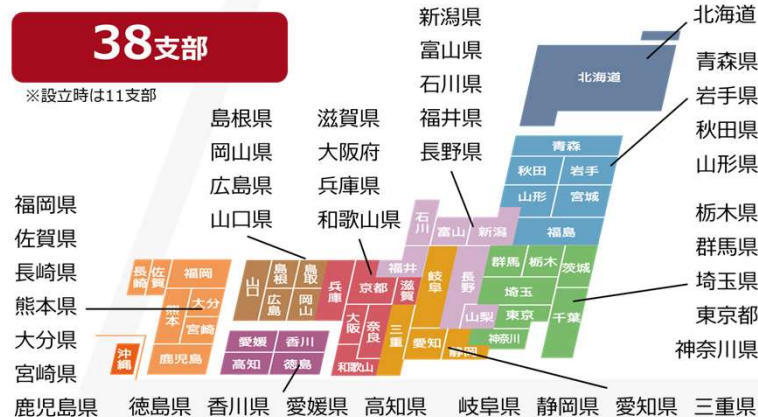 38支部
※設立時は11支部
新潟県
富山県
石川県
福井県
長野県
北海道
青森県
岩手県
秋田県
山形県
栃木県
群馬県
埼玉県
東京都
神奈川県
島根県
岡山県
広島県
山口県
滋賀県
大阪府
兵庫県
和歌山県
福岡県
佐賀県
長崎県
熊本県
大分県
宮崎県
鹿児島県
徳島県 香川県 愛媛県 高知県
岐阜県 静岡県 愛知県 三重県
北海道
青森
秋田 岩手
山形 宮城
福島
石川
富山 新潟
福井
長野
山梨
群馬 栃木 茨城
埼玉
東京
千葉
神奈川
岐阜
愛知
静岡
三重
滋賀
京都
兵庫
大阪
奈良
和歌山
鳥取
島根
岡山
広島
山口
愛媛 香川
高知 徳島
長崎
佐賀
福岡
熊本
大分
宮崎
鹿児島
沖縄